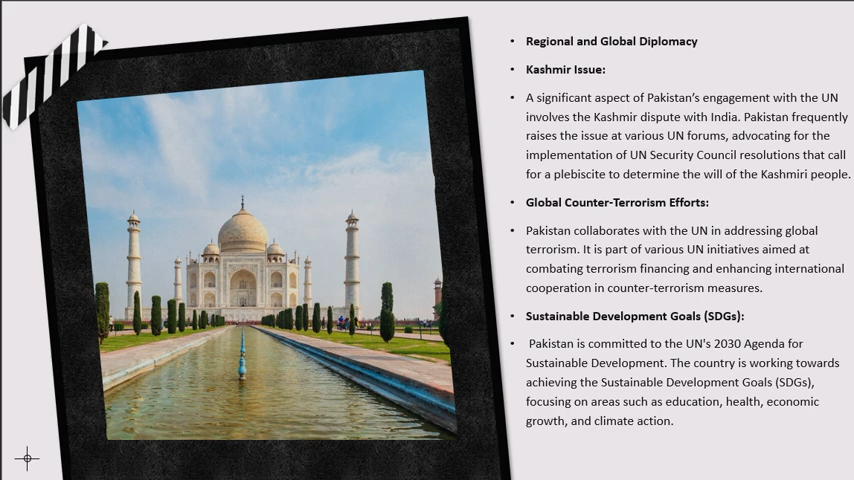 • Regional and Global Diplomacy
• Kashmir Issue:
• A significant aspect of Pakistan’s engagement with the UN
involves the Kashmir dispute with India. Pakistan frequently
raises the issue at various UN forums, advocating for the
implementation of UN Security Council resolutions that call
for a plebiscite to determine the will of the Kashmiri people.
• Global Counter-Terrorism Efforts:
• Pakistan collaborates with the UN in addressing global
terrorism. It is part of various UN initiatives aimed at
combating terrorism financing and enhancing international
cooperation in counter-terrorism measures.
• Sustainable Development Goals (SDGs):
• Pakistan is committed to the UN's 2030 Agenda for
Sustainable Development. The country is working towards
achieving the Sustainable Development Goals (SDGs),
focusing on areas such as education, health, economic
growth, and climate action.